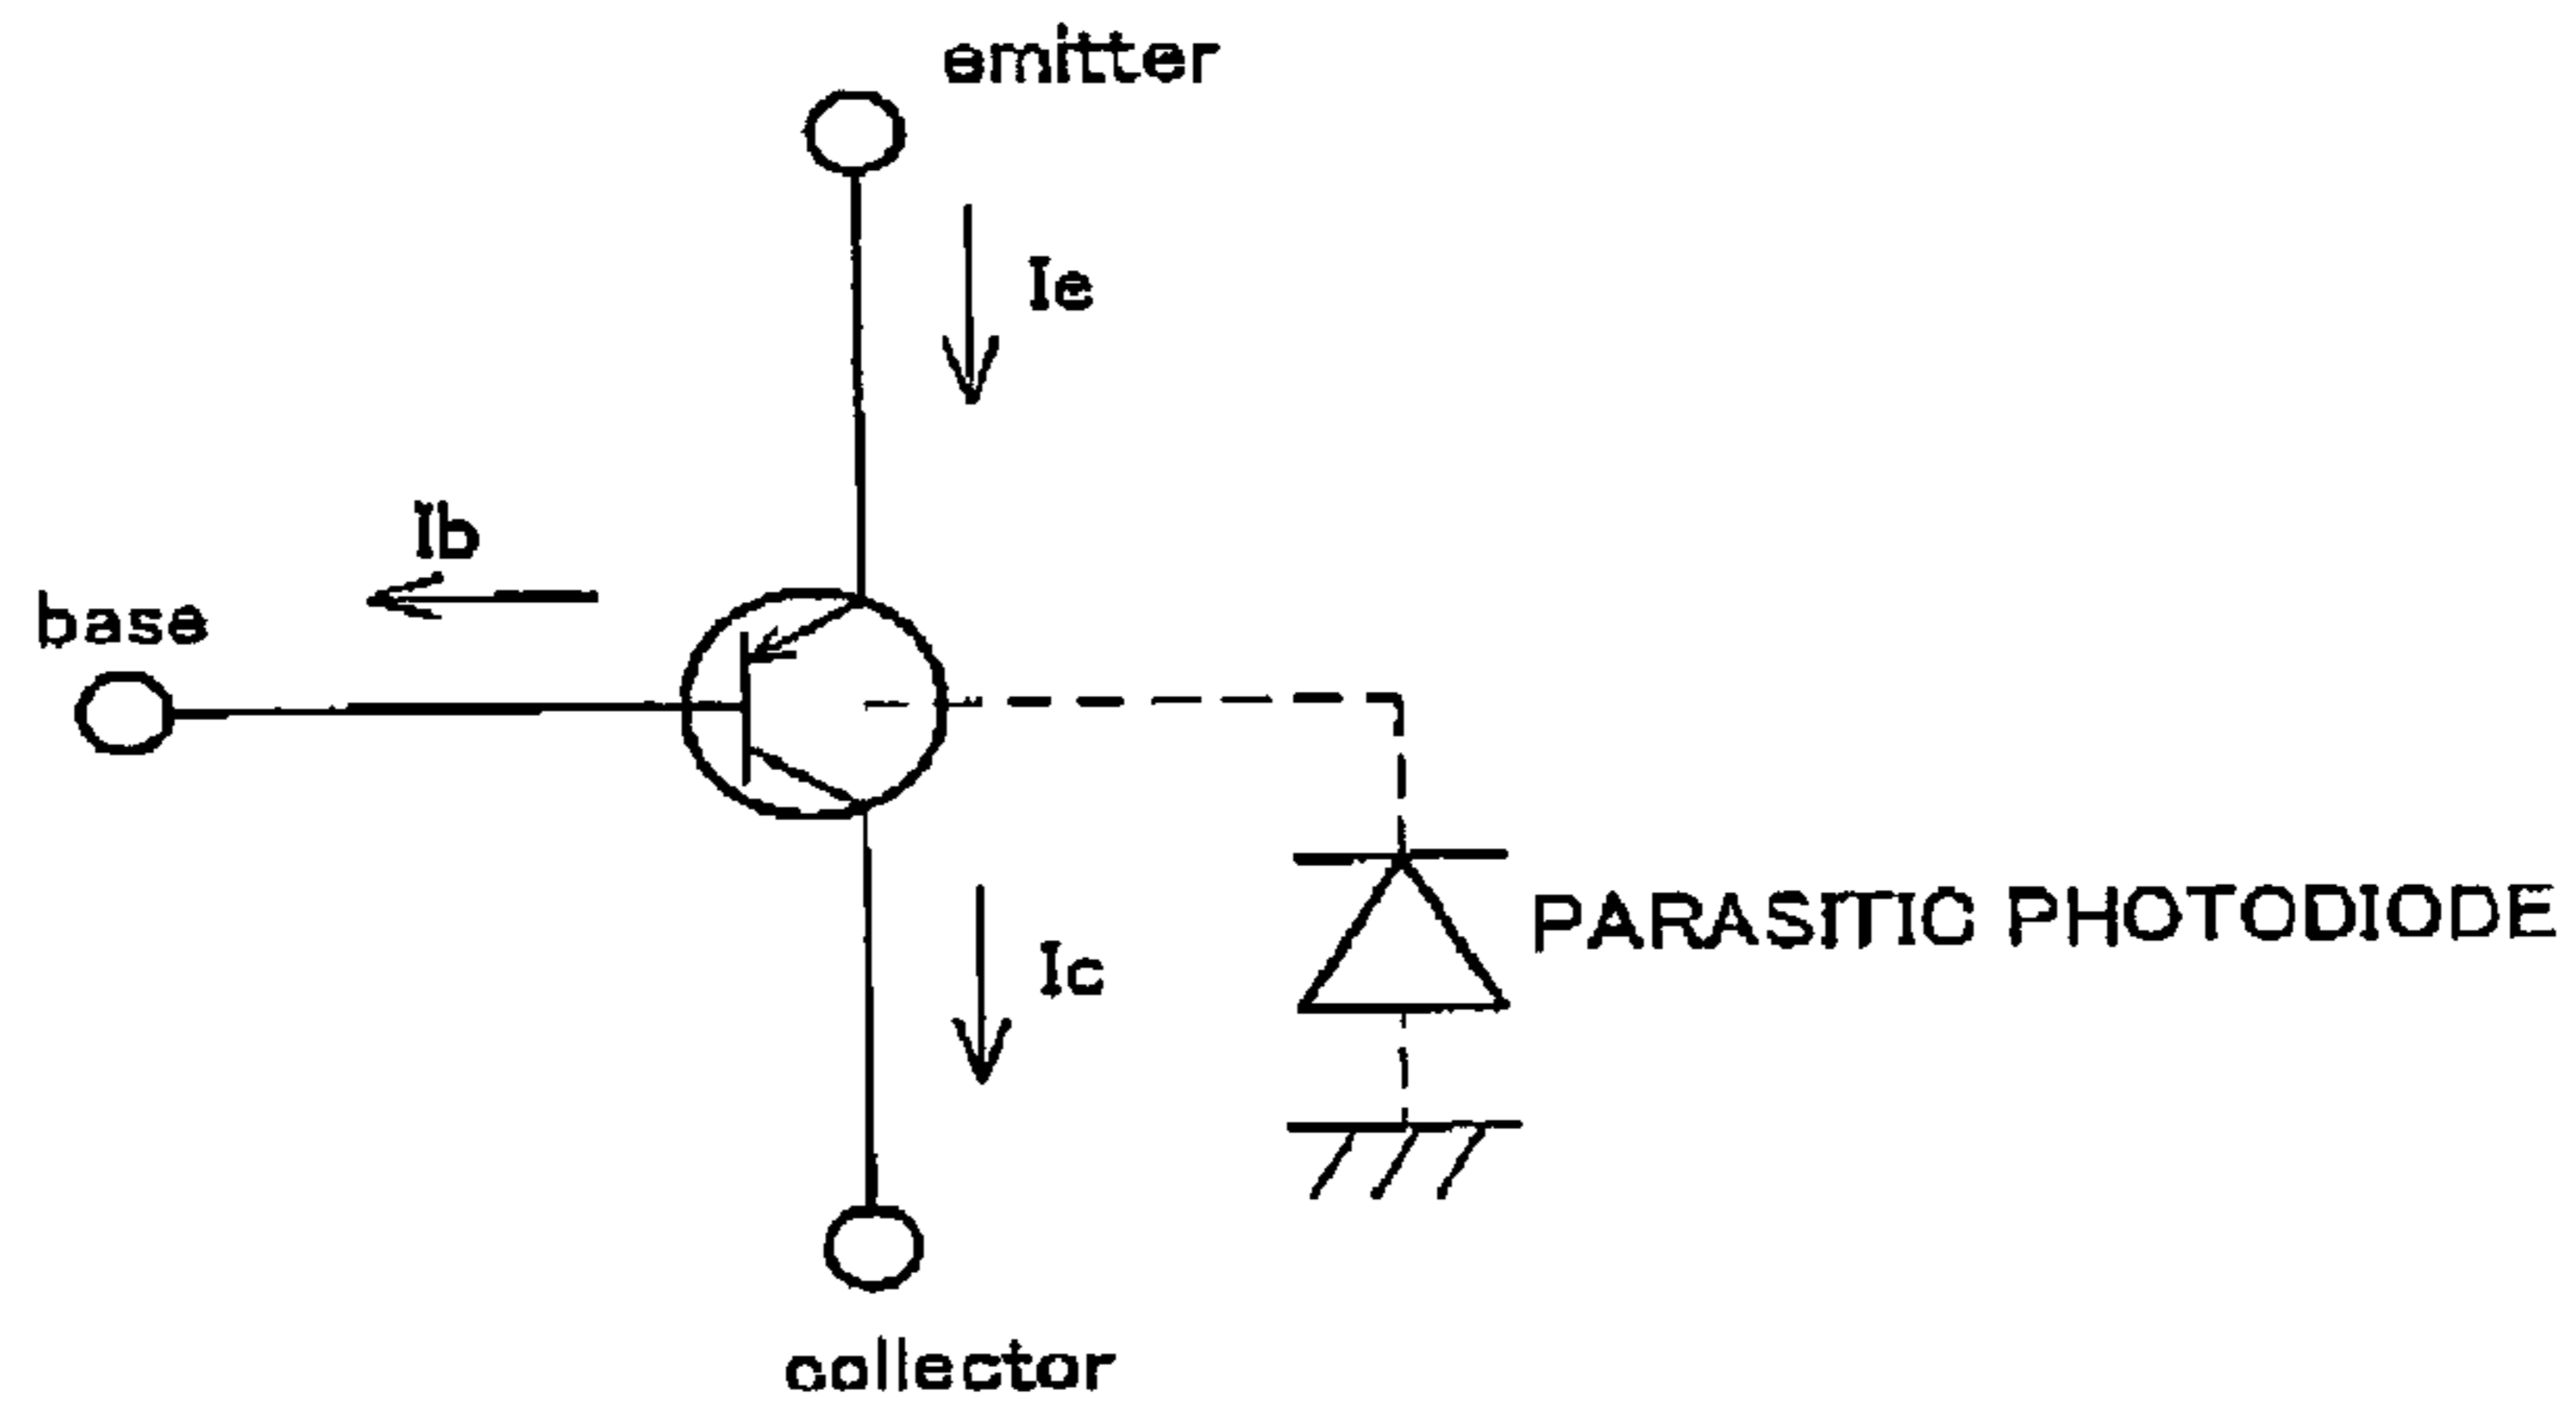 emitter
Ie
Ib
base
PARASITIC PHOTODIODE
Ic
collector